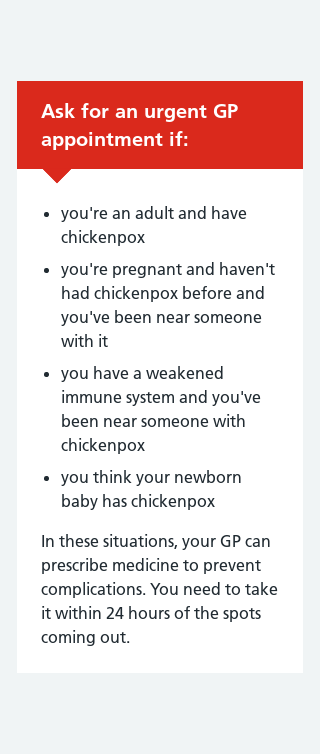 Ask for an urgent GP
appointment if:
• you're an adult and have
chickenpox
• you're pregnant and haven't
had chickenpox before and
you've been near someone
with it
• you have a weakened
immune system and you've
been near someone with
chickenpox
• you think your newborn
baby has chickenpox
In these situations, your GP can
prescribe medicine to prevent
complications. You need to take
it within 24 hours of the spots
coming out.